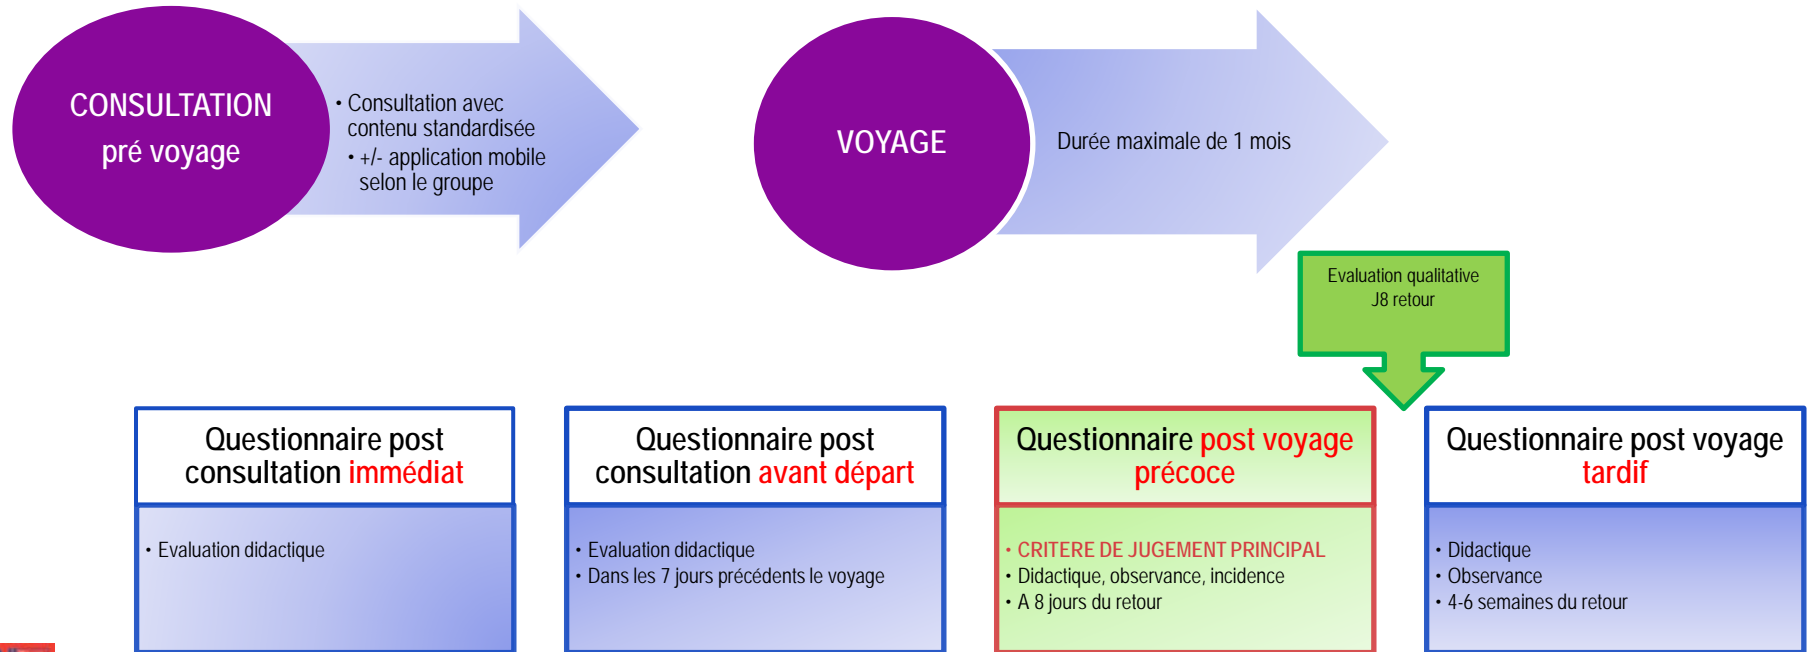 CONSULTATION
pré voyage
• Consultation avec
contenu standardisée
• +/- application mobile
selon le groupe
VOYAGE
Durée maximale de 1 mois
Evaluation qualitative
J8 retour
Questionnaire post
consultation immédiat
• Evaluation didactique
Questionnaire post
consultation avant départ
• Evaluation didactique
• Dans les 7 jours précédents le voyage
Questionnaire post voyage
précoce
• CRITERE DE JUGEMENT PRINCIPAL
• Didactique, observance, incidence
• A 8 jours du retour
Questionnaire post voyage
tardif
• Didactique
• Observance
• 4-6 semaines du retour